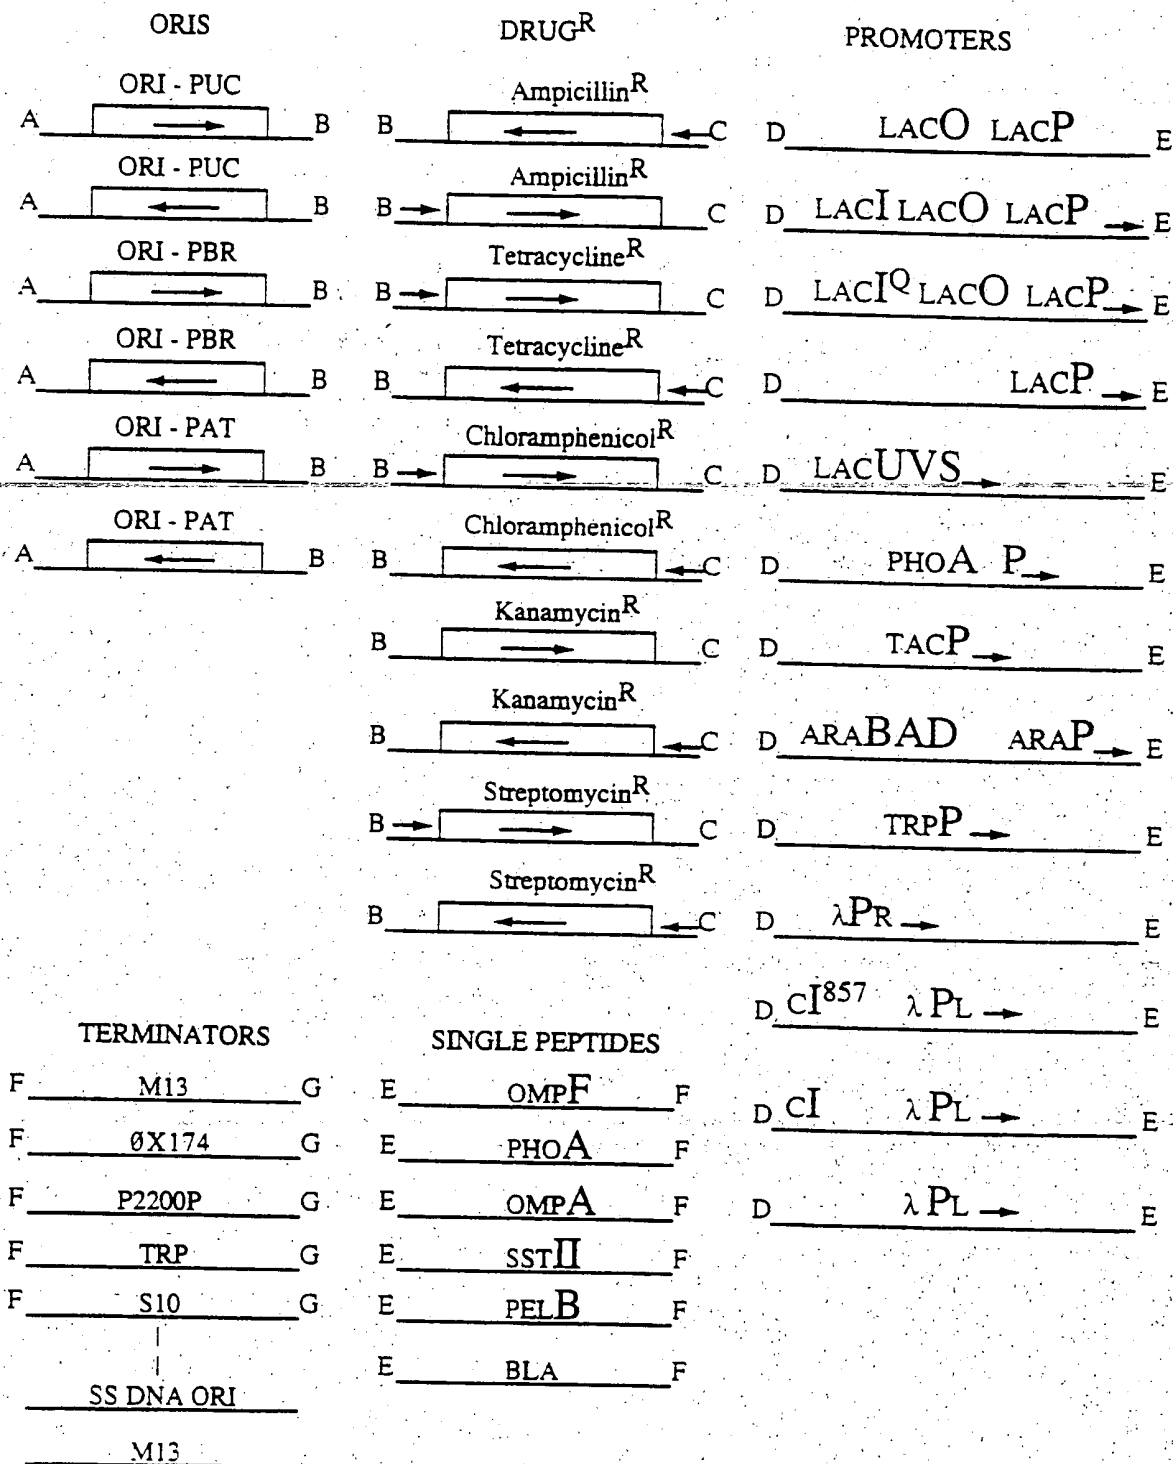 ORIS
ORI - PUC
A B
ORI - PUC
A B
ORI - PBR
A B
ORI - PBR
A B
ORI - PAT
A B
ORI - PAT
A B
DRUGR
AmpicillinR
B C
AmpicillinR
B C
TetracyclineR
B C
TetracyclineR
B C
ChloramphenicolR
B C
ChloramphenicolR
B C
KanamycinR
B C
KanamycinR
B C
StreptomycinR
B C
StreptomycinR
B C
PROMOTERS
D LACO LACP E
D LACI LACO LACP E
D LACIQ LACO LACP E
D LACP E
D LACUVS E
D PHOA P E
D TACP E
D ARABAD ARAP E
D TRPP E
D λPR E
D CI857 λ PL E
D CI λ PL E
D λ PL E
TERMINATORS
F M13 G
F ØX174 G
F P2200P G
F TRP G
F S10 G
SS DNA ORI
M13
SINGLE PEPTIDES
E OMPF F
E PHOA F
E OMPA F
E SSTII F
E PELB F
E BLA F